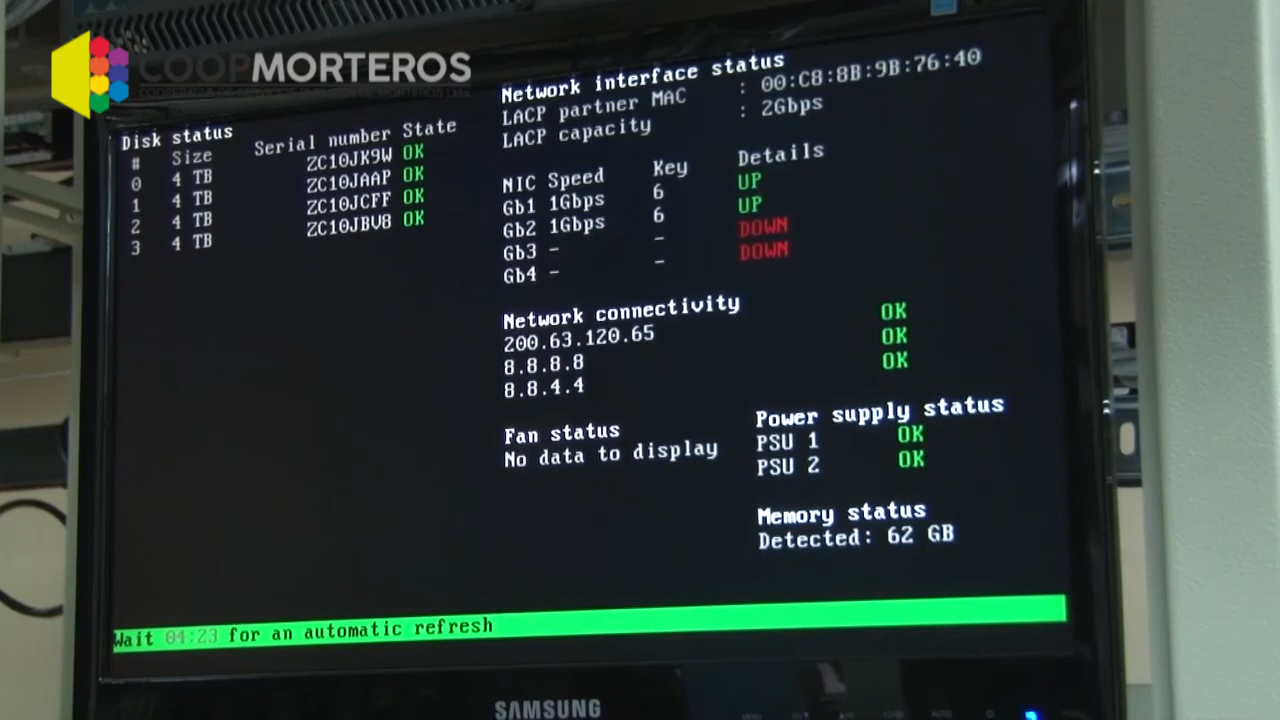 COOPMORTEROS
Disk status
# Size Serial number State
0 4 TB ZC10JK9W OK
1 4 TB ZC10JAAP OK
2 4 TB ZC10JCFF OK
3 4 TB ZC10JBV8 OK
Network interface status
LACP partner MAC : 00:C8:8B:9B:76:40
LACP capacity : 2Gbps
NIC Speed Key Details
Gb1 1Gbps 6 UP
Gb2 1Gbps 6 UP
Gb3 - - DOWN
Gb4 - - DOWN
Network connectivity
200.63.120.65 OK
8.8.8.8 OK
8.8.4.4 OK
Fan status
No data to display
Power supply status
PSU 1 OK
PSU 2 OK
Memory status
Detected: 62 GB
Wait 04:23 for an automatic refresh
SAMSUNG